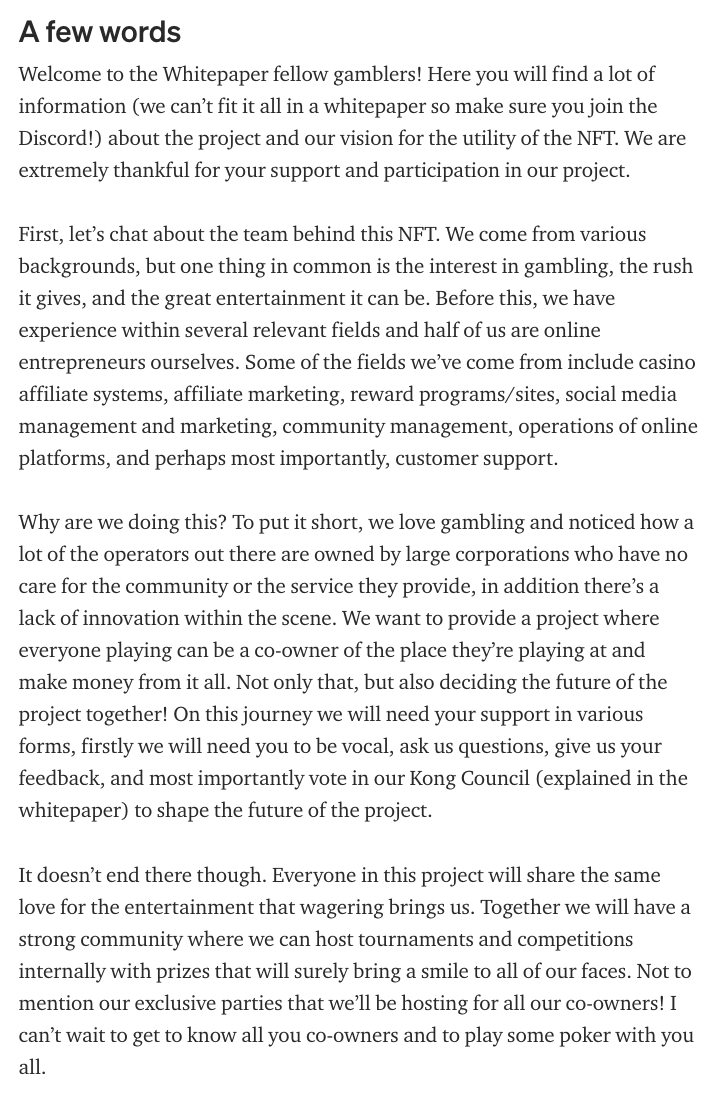 A few words
Welcome to the Whitepaper fellow gamblers! Here you will find a lot of
information (we can’t fit it all in a whitepaper so make sure you join the
Discord!) about the project and our vision for the utility of the NFT. We are
extremely thankful for your support and participation in our project.
First, let’s chat about the team behind this NFT. We come from various
backgrounds, but one thing in common is the interest in gambling, the rush
it gives, and the great entertainment it can be. Before this, we have
experience within several relevant fields and half of us are online
entrepreneurs ourselves. Some of the fields we’ve come from include casino
affiliate systems, affiliate marketing, reward programs/sites, social media
management and marketing, community management, operations of online
platforms, and perhaps most importantly, customer support.
Why are we doing this? To put it short, we love gambling and noticed how a
lot of the operators out there are owned by large corporations who have no
care for the community or the service they provide, in addition there’s a
lack of innovation within the scene. We want to provide a project where
everyone playing can be a co-owner of the place they’re playing at and
make money from it all. Not only that, but also deciding the future of the
project together! On this journey we will need your support in various
forms, firstly we will need you to be vocal, ask us questions, give us your
feedback, and most importantly vote in our Kong Council (explained in the
whitepaper) to shape the future of the project.
It doesn’t end there though. Everyone in this project will share the same
love for the entertainment that wagering brings us. Together we will have a
strong community where we can host tournaments and competitions
internally with prizes that will surely bring a smile to all of our faces. Not to
mention our exclusive parties that we’ll be hosting for all our co-owners! I
can’t wait to get to know all you co-owners and to play some poker with you
all.